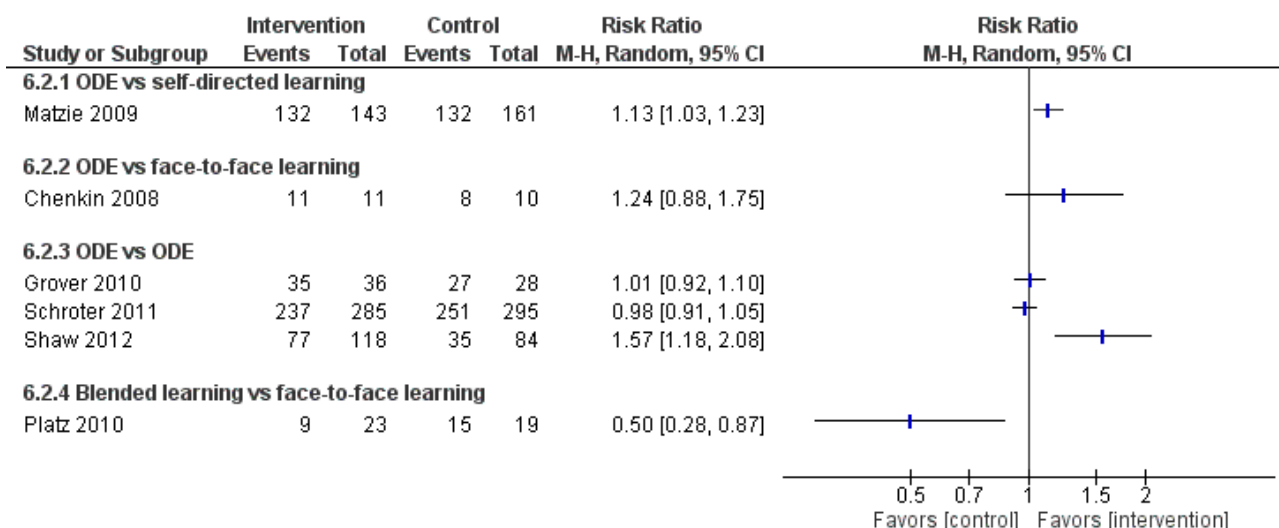 Intervention Control Risk Ratio Risk Ratio
Study or Subgroup Events Total Events Total M-H, Random, 95% CI M-H, Random, 95% CI
6.2.1 ODE vs self-directed learning
Matzie 2009 132 143 132 161 1.13 [1.03, 1.23]
6.2.2 ODE vs face-to-face learning
Chenkin 2008 11 11 8 10 1.24 [0.88, 1.75]
6.2.3 ODE vs ODE
Grover 2010 35 36 27 28 1.01 [0.92, 1.10]
Schroter 2011 237 285 251 295 0.98 [0.91, 1.05]
Shaw 2012 77 118 35 84 1.57 [1.18, 2.08]
6.2.4 Blended learning vs face-to-face learning
Platz 2010 9 23 15 19 0.50 [0.28, 0.87]
0.5 0.7 1 1.5 2
Favors [control] Favors [intervention]